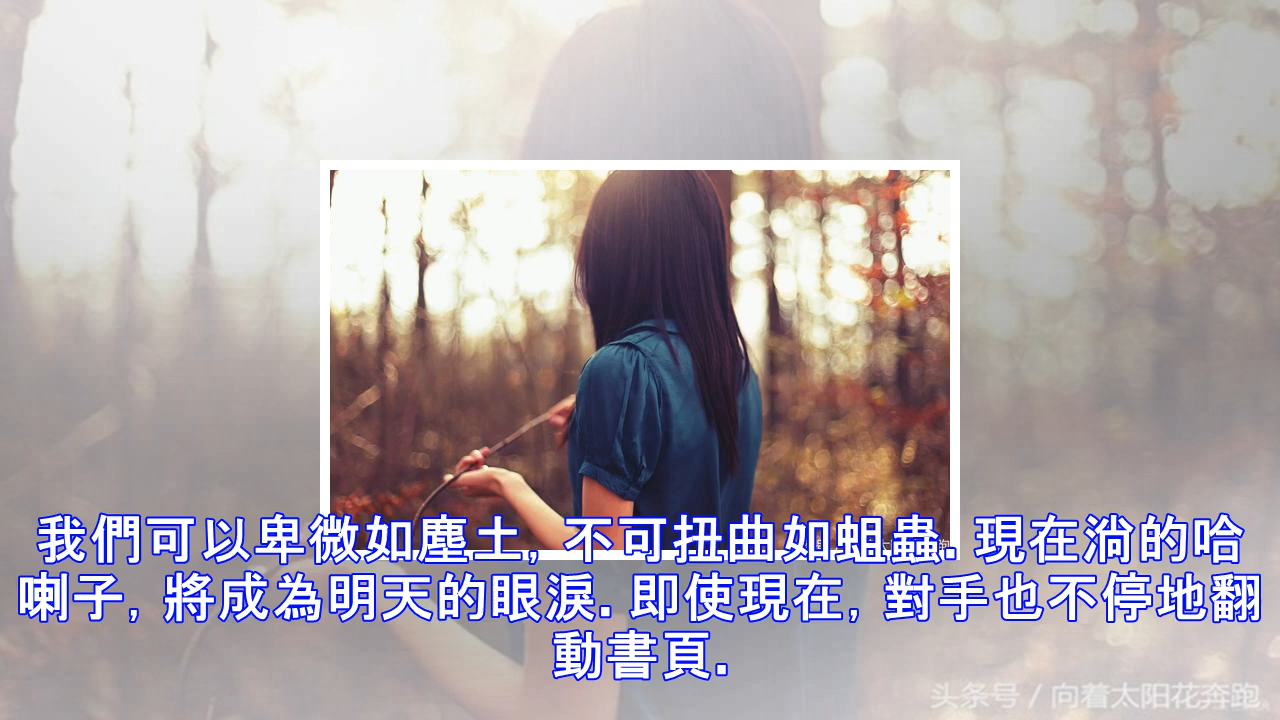 我們可以卑微如塵土, 不可扭曲如蛆蟲. 現在淌的哈
喇子, 將成為明天的眼淚. 即使現在, 對手也不停地翻
動書頁.
头条号 / 向着太阳花奔跑